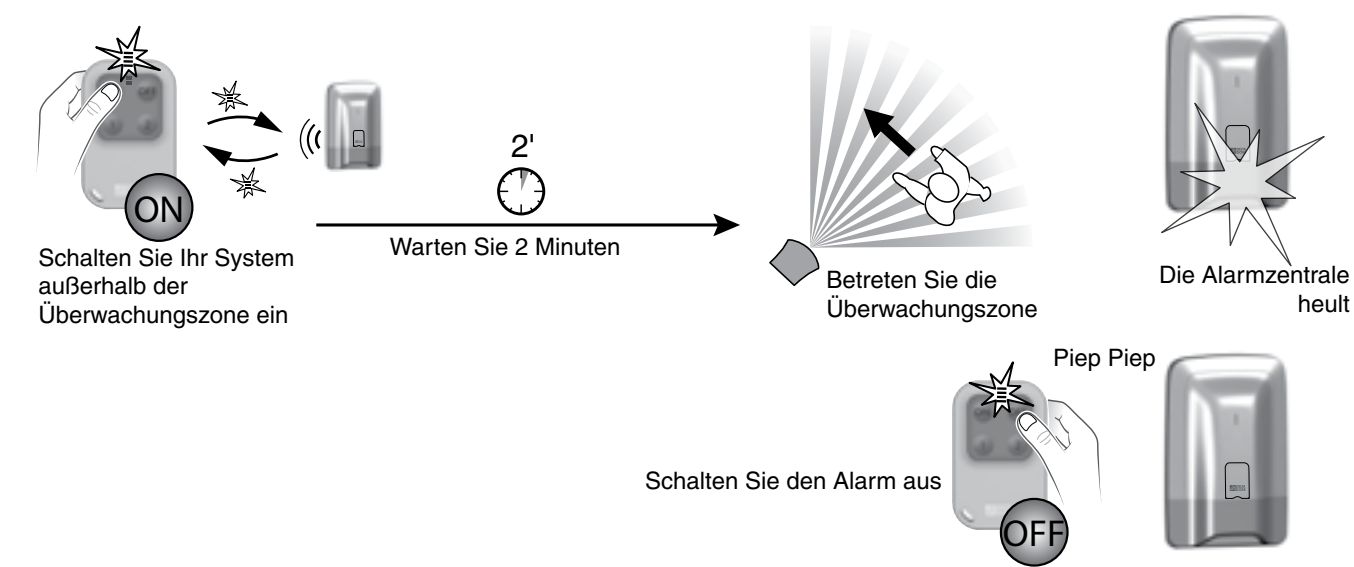 ON
Schalten Sie Ihr System
außerhalb der
Überwachungszone ein
2'
Warten Sie 2 Minuten
Betreten Sie die
Überwachungszone
Die Alarmzentrale
heult
Piep Piep
Schalten Sie den Alarm aus
OFF